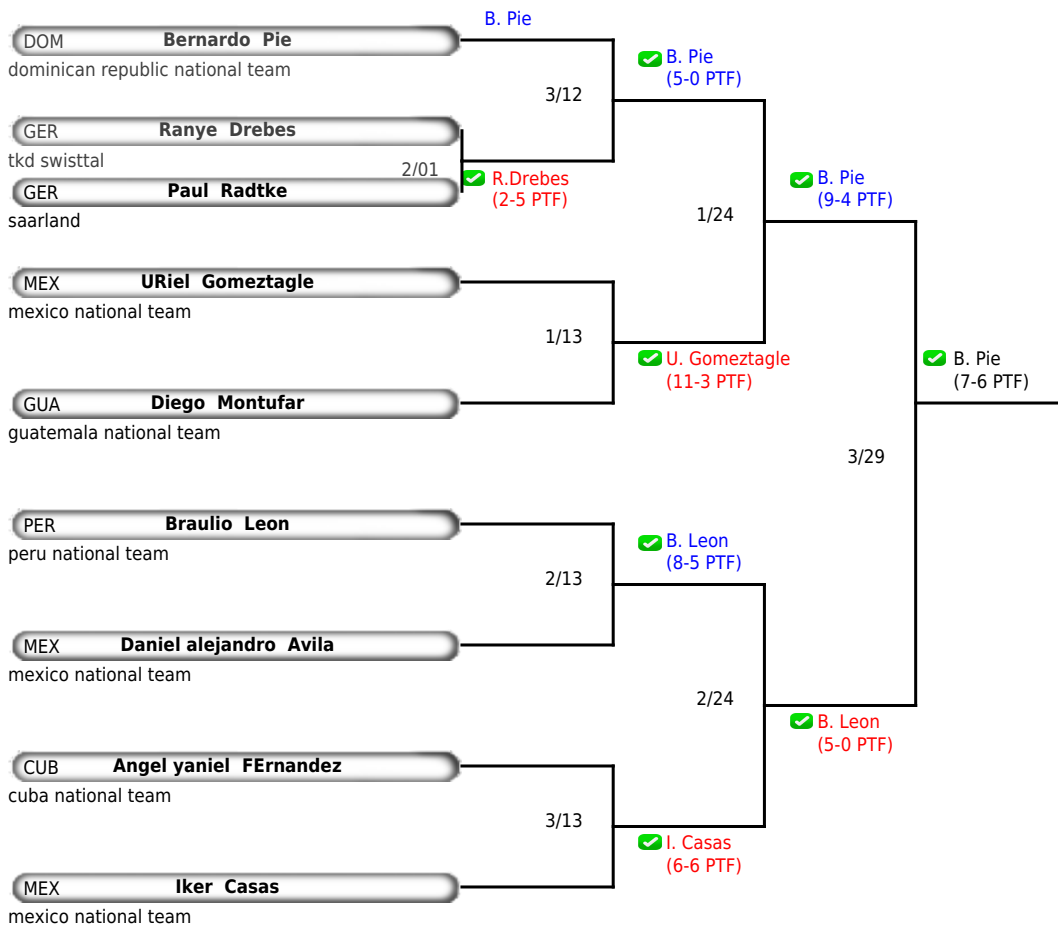 B. Pie
DOM Bernardo Pie
dominican republic national team
B. Pie
(5-0 PTF)
3/12
GER Ranye Drebes
tkd swisttal
2/01
R.Drebes
(2-5 PTF)
GER Paul Radtke
saarland
B. Pie
(9-4 PTF)
1/24
MEX URiel Gomeztagle
mexico national team
1/13
U. Gomeztagle
(11-3 PTF)
B. Pie
(7-6 PTF)
GUA Diego Montufar
guatemala national team
3/29
PER Braulio Leon
peru national team
B. Leon
(8-5 PTF)
2/13
MEX Daniel alejandro Avila
mexico national team
2/24
B. Leon
(5-0 PTF)
CUB Angel yaniel FErnandez
cuba national team
3/13
I. Casas
(6-6 PTF)
MEX Iker Casas
mexico national team